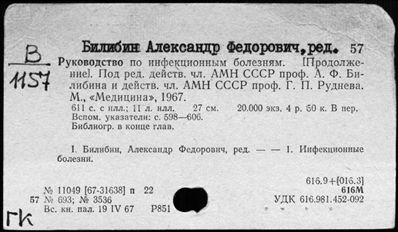 Билибин Александр Федорович, ред. 57
В
1157
Руководство по инфекционным болезням. [Продолже-
ние]. Под ред. действ. чл. АМН СССР проф. А. Ф. Би-
либина и действ. чл. АМН СССР проф. Г. П. Руднева.
М., «Медицина», 1967.
611 с. с илл.; 11 л. илл. 27 см. 20.000 экз. 4 р. 50 к. В пер.
Вспом. указатели: с. 598—606.
Библиогр. в конце глав.
I. Билибин, Александр Федорович, ред. — — 1. Инфекционные
болезни.
616.9+[016.3]
№ 11049 [67-31638] п 22 616М
57 № 693; № 3536 УДК 616.981.452-092
Вс. кн. пал. 19 IV 67 Р851
ГК